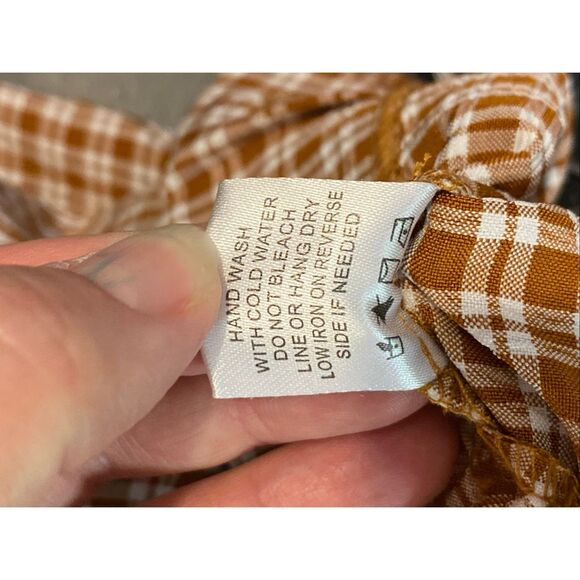 HAND WASH
WITH COLD WATER
DO NOT BLEACH
LINE OR HANG DRY
LOW IRON ON REVERSE
SIDE IF NEEDED